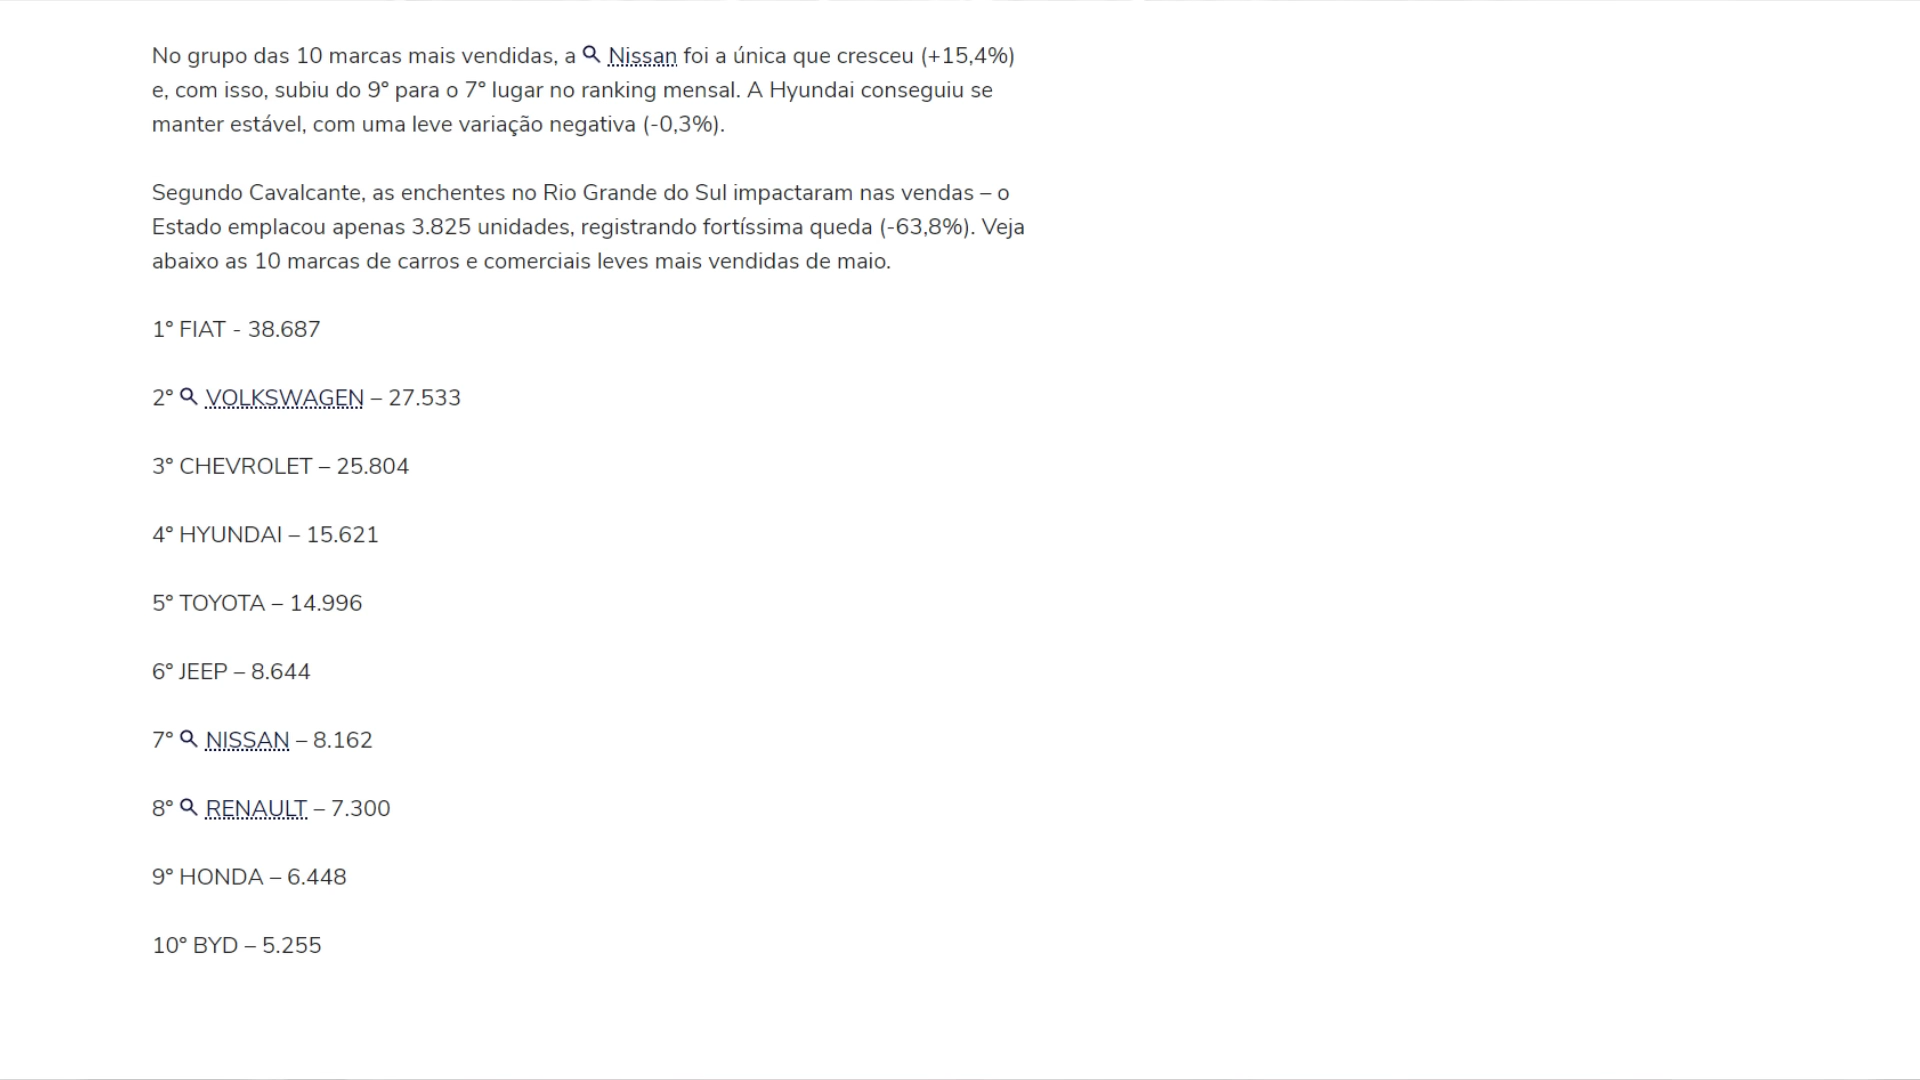 No grupo das 10 marcas mais vendidas, a Nissan foi a única que cresceu (+15,4%)
e, com isso, subiu do 9° para o 7° lugar no ranking mensal. A Hyundai conseguiu se
manter estável, com uma leve variação negativa (-0,3%).
Segundo Cavalcante, as enchentes no Rio Grande do Sul impactaram nas vendas – o
Estado emplacou apenas 3.825 unidades, registrando fortíssima queda (-63,8%). Veja
abaixo as 10 marcas de carros e comerciais leves mais vendidas de maio.
1° FIAT - 38.687
2° VOLKSWAGEN – 27.533
3° CHEVROLET – 25.804
4° HYUNDAI – 15.621
5° TOYOTA – 14.996
6° JEEP – 8.644
7° NISSAN – 8.162
8° RENAULT – 7.300
9° HONDA – 6.448
10° BYD – 5.255